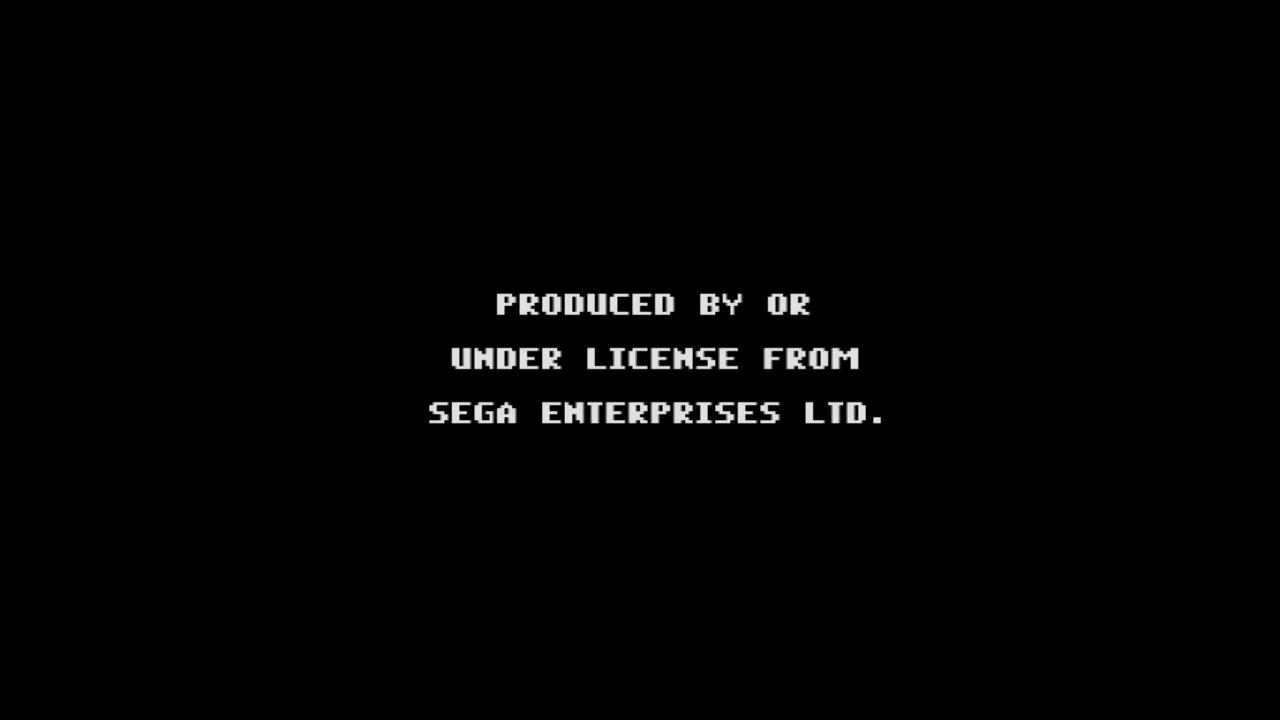 PRODUCED BY OR
UNDER LICENSE FROM
SEGA ENTERPRISES LTD.